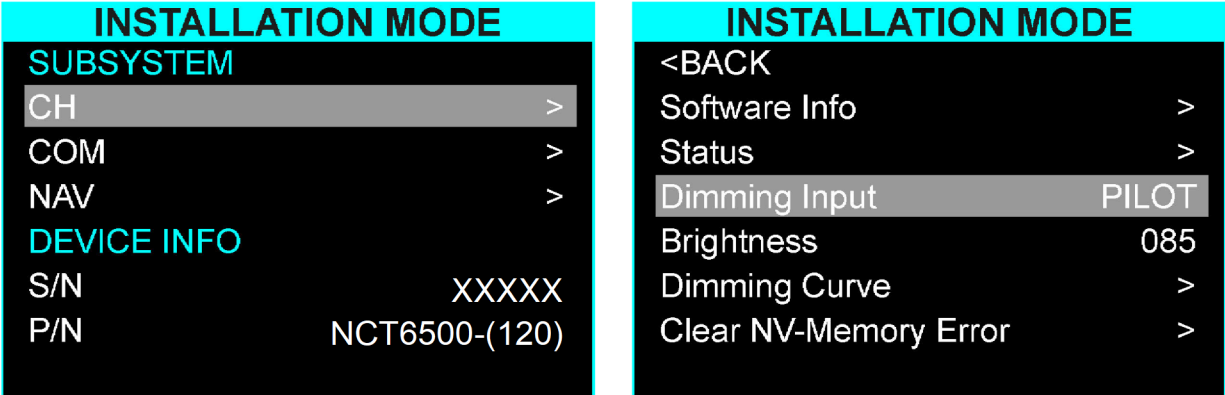 INSTALLATION MODE
SUBSYSTEM
CH >
COM >
NAV >
DEVICE INFO
S/N XXXXX
P/N NCT6500-(120)
INSTALLATION MODE
<BACK
Software Info >
Status >
Dimming Input PILOT
Brightness 085
Dimming Curve >
Clear NV-Memory Error >